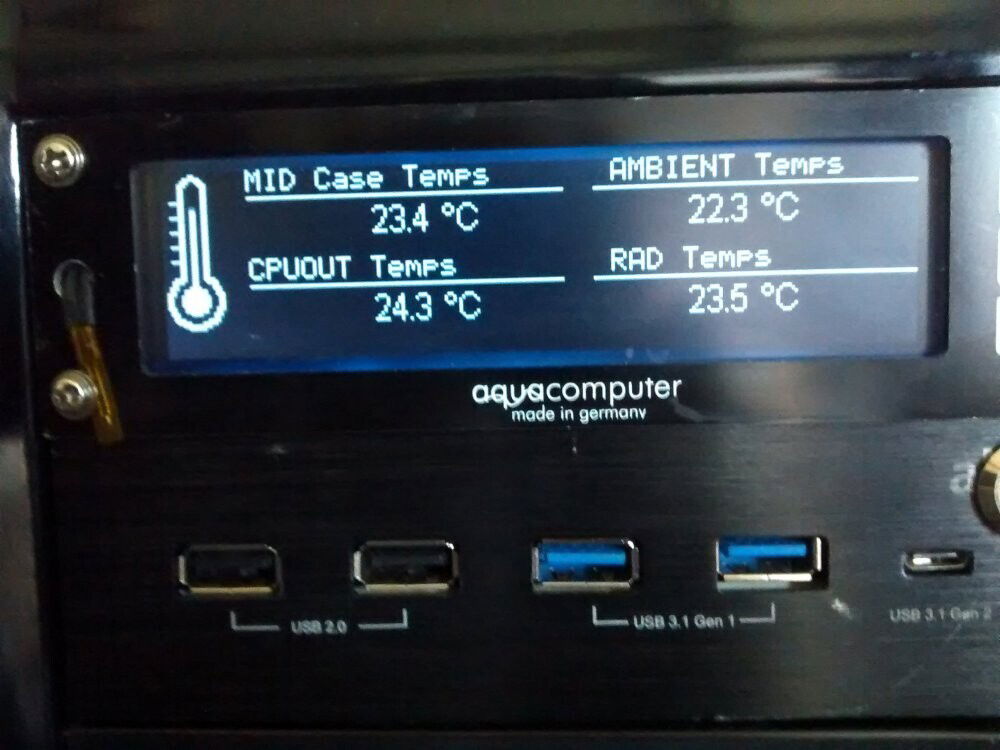 MID Case Temps
23.4 °C
AMBIENT Temps
22.3 °C
CPUOUT Temps
24.3 °C
RAD Temps
23.5 °C
aquacomputer
made in germany
USB 2.0
USB 3.1 Gen 1
USB 3.1 Gen 2